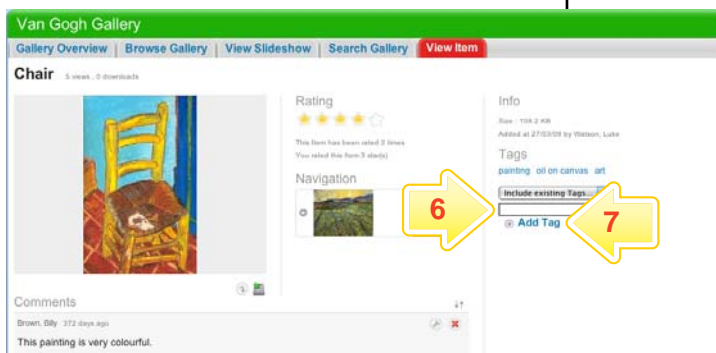 Van Gogh Gallery
Gallery Overview Browse Gallery View Slideshow Search Gallery View Item
Chair 5 views , 0 downloads
Rating
This item has been rated 2 times
You rated this item 5 star(s)
Navigation
Info
Size : 109.2 KB
Added at 27/03/09 by Watson, Luke
Tags
painting oil on canvas art
Include existing Tags...
6
7
Add Tag
Comments
Brown, Billy 372 days ago
This painting is very colourful.